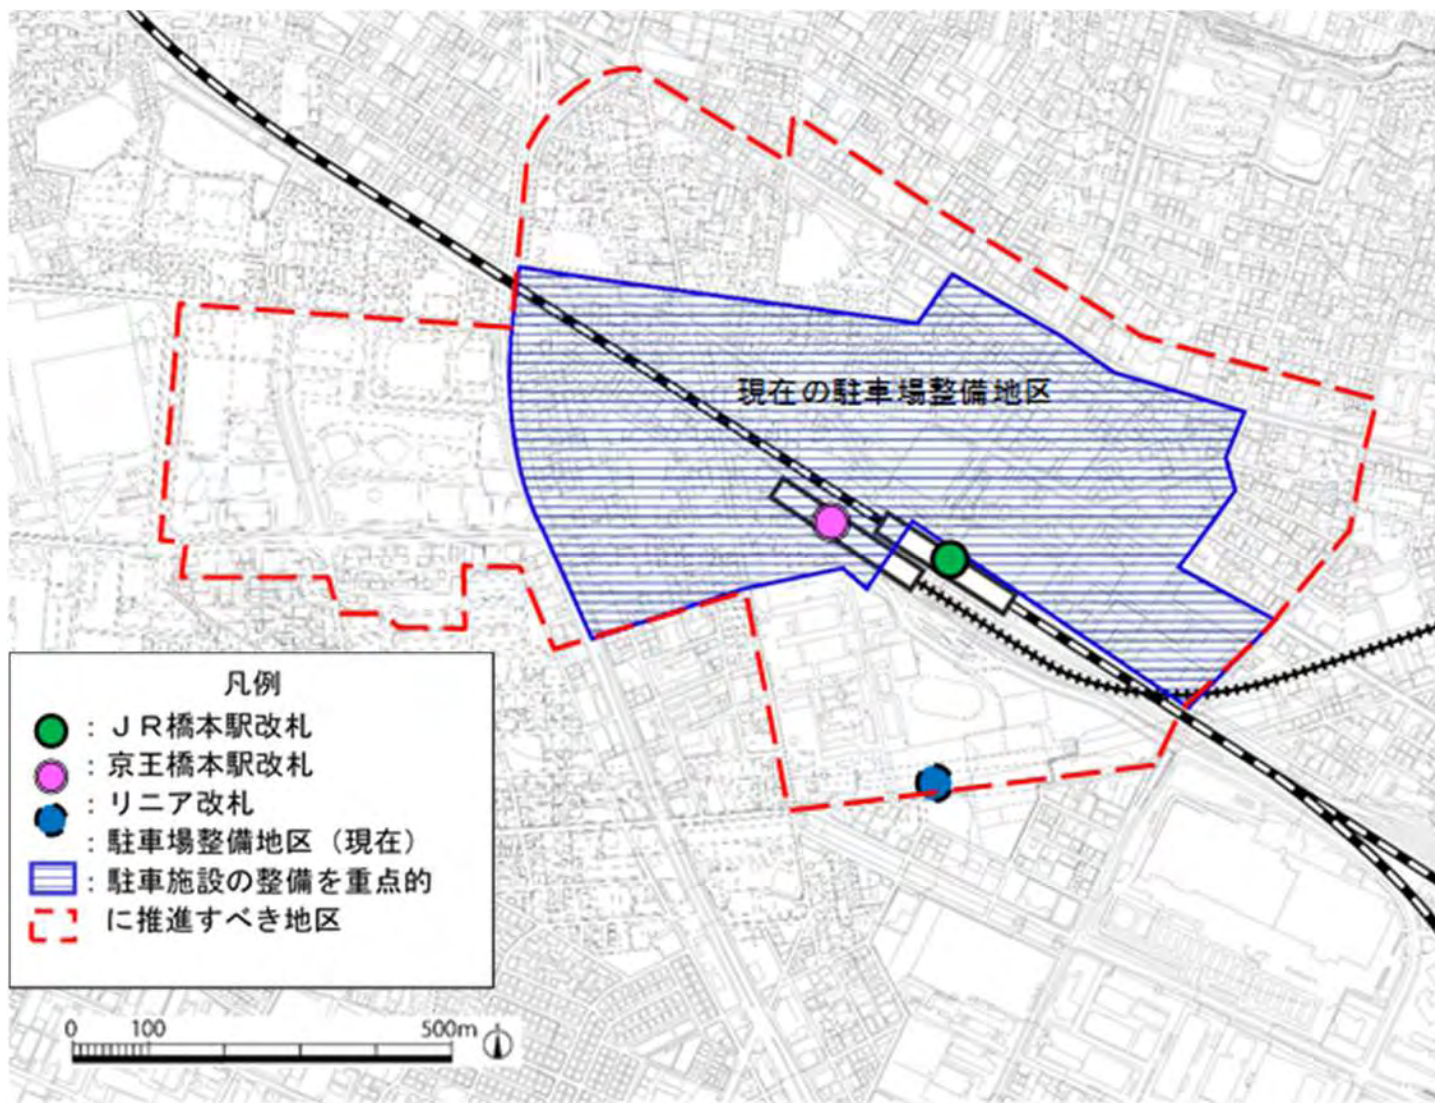 現在の駐車場整備地区
凡例
：ＪＲ橋本駅改札
：京王橋本駅改札
：リニア改札
：駐車場整備地区（現在）
：駐車施設の整備を重点的
に推進すべき地区
0 100 500m